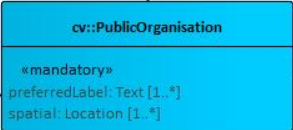 cv::PublicOrganisation
«mandatory»
preferredLabel: Text [1..*]
spatial: Location [1..*]